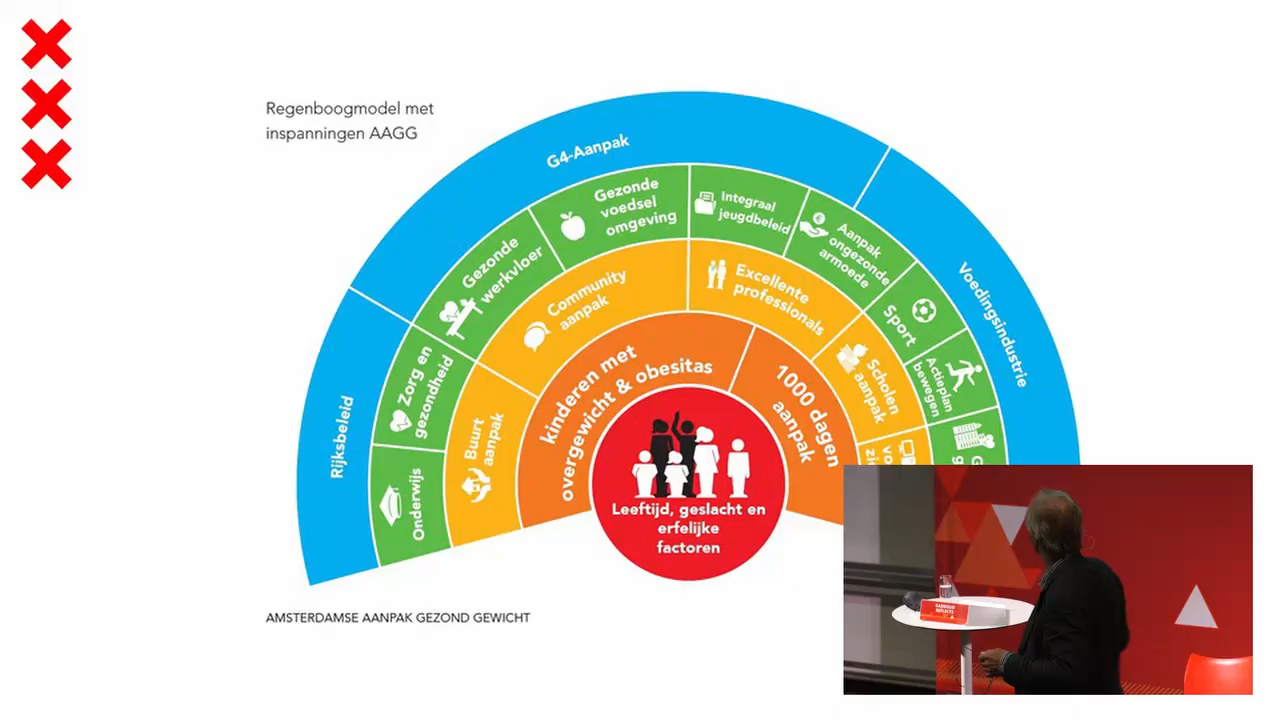 Regenboogmodel met
inspanningen AAGG
G4-Aanpak
Rijksbeleid
Voedingsindustrie
Onderwijs
Zorg en
gezondheid
Gezonde
werkvloer
Gezonde
voedsel
omgeving
Integraal
jeugdbeleid
Aanpak
ongezonde
armoede
Sport
Actieplan
bewegen
Buurt
aanpak
Community
aanpak
Excellente
professionals
Scholen
aanpak
kinderen met
overgewicht & obesitas
1000 dagen
aanpak
Leeftijd, geslacht en
erfelijke
factoren
AMSTERDAMSE AANPAK GEZOND GEWICHT
RADBOUD
REFLECTS